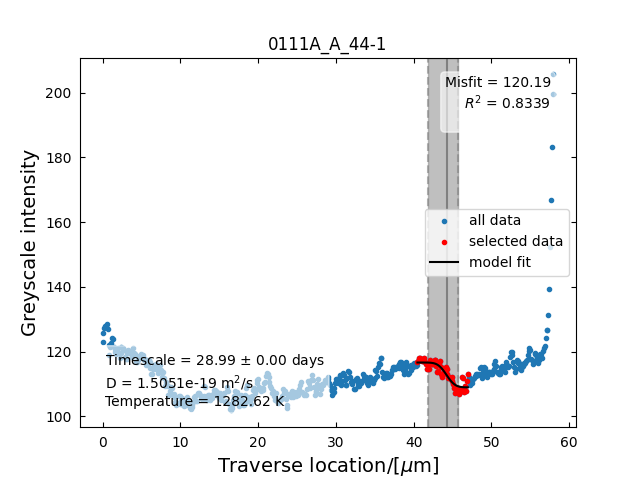 0111A_A_44-1
Misfit = 120.19
R² = 0.8339
all data
selected data
model fit
Timescale = 28.99 ± 0.00 days
D = 1.5051e-19 m²/s
Temperature = 1282.62 K
Greyscale intensity
200
180
160
140
120
100
0 10 20 30 40 50 60
Traverse location/[μm]